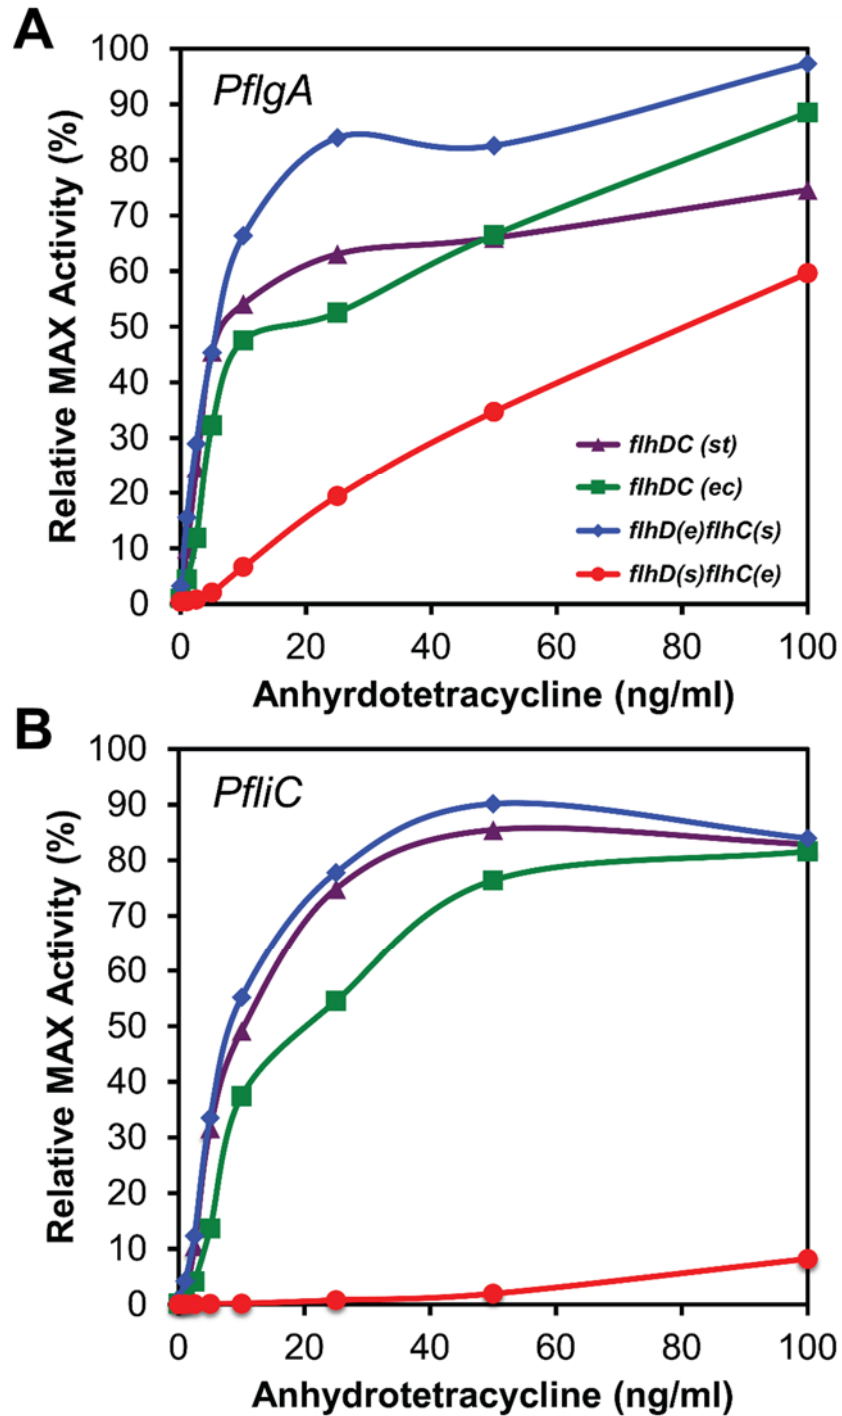 A
PflgA
Relative MAX Activity (%)
100
90
80
70
60
50
40
30
20
10
0
flhDC (st)
flhDC (ec)
flhD(e)flhC(s)
flhD(s)flhC(e)
0 20 40 60 80 100
Anhyrdotetracycline (ng/ml)
B
PfliC
Relative MAX Activity (%)
100
90
80
70
60
50
40
30
20
10
0
0 20 40 60 80 100
Anhydrotetracycline (ng/ml)